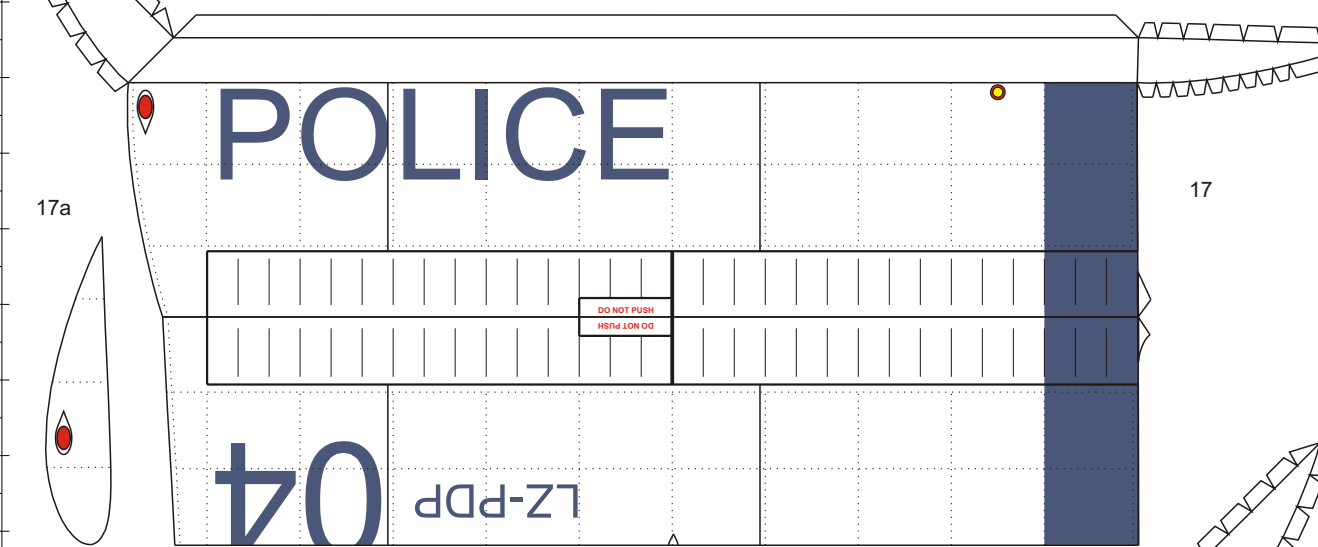 POLICE
17
17a
DO NOT PUSH
DO NOT PUSH
04
LZ-PDP